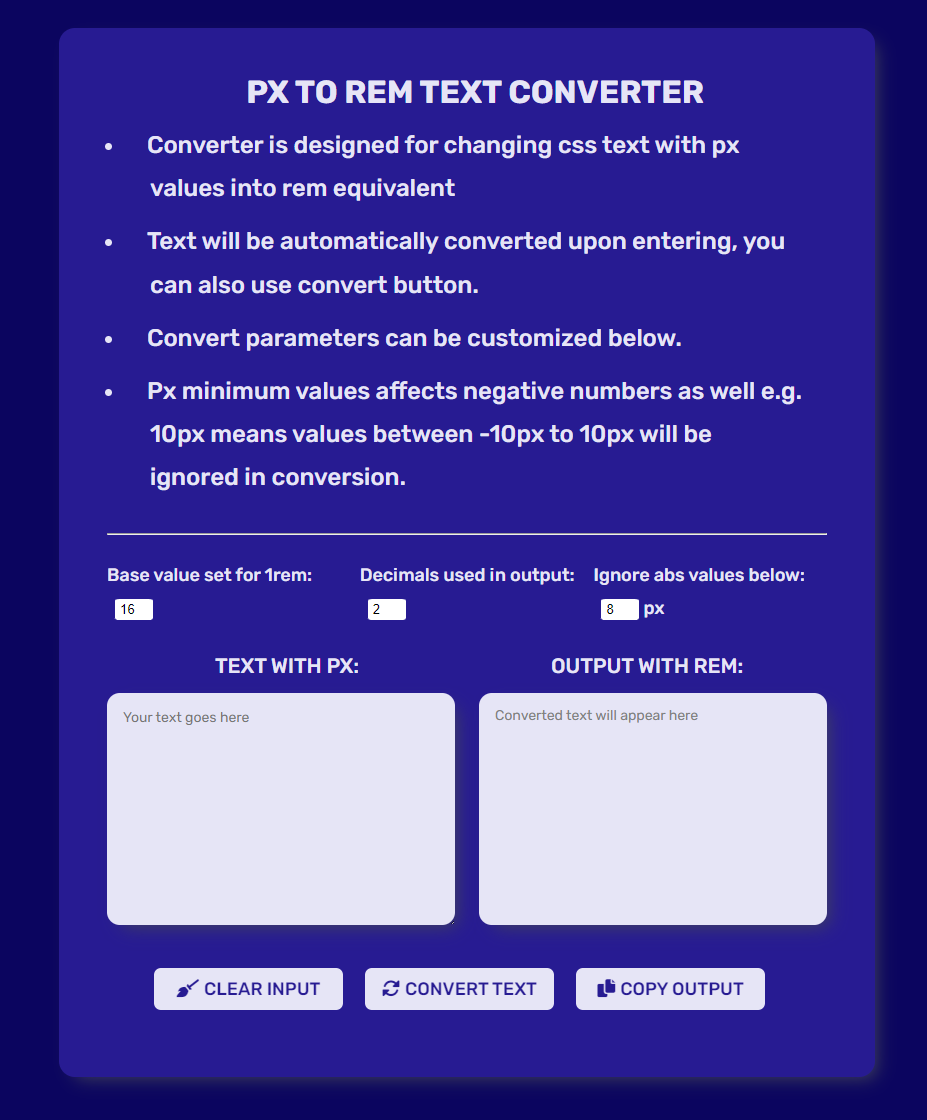 PX TO REM TEXT CONVERTER
• Converter is designed for changing css text with px
values into rem equivalent
• Text will be automatically converted upon entering, you
can also use convert button.
• Convert parameters can be customized below.
• Px minimum values affects negative numbers as well e.g.
10px means values between -10px to 10px will be
ignored in conversion.
Base value set for 1rem: Decimals used in output: Ignore abs values below:
16 2 8 px
TEXT WITH PX: OUTPUT WITH REM:
Your text goes here Converted text will appear here
CLEAR INPUT CONVERT TEXT COPY OUTPUT